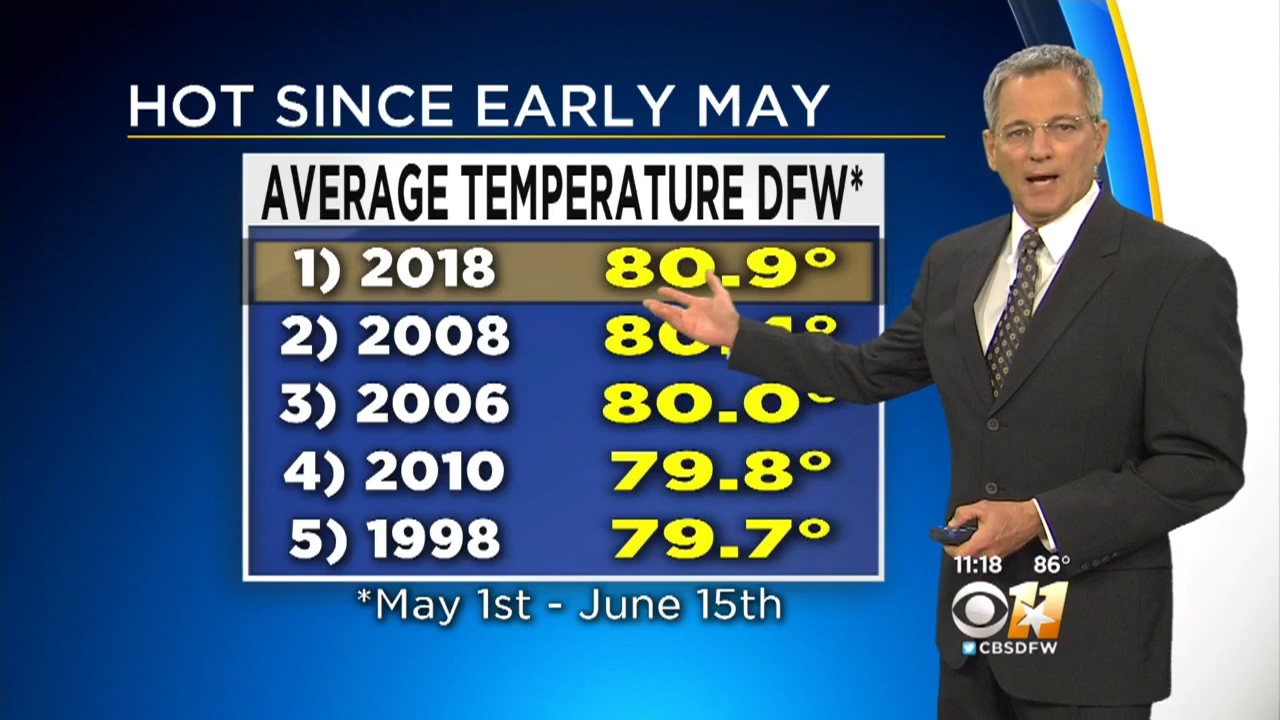 HOT SINCE EARLY MAY
AVERAGE TEMPERATURE DFW*
1) 2018 80.9°
2) 2008
3) 2006 80.0°
4) 2010 79.8°
5) 1998 79.7°
*May 1st - June 15th
11:18 86°
11
CBSDFW